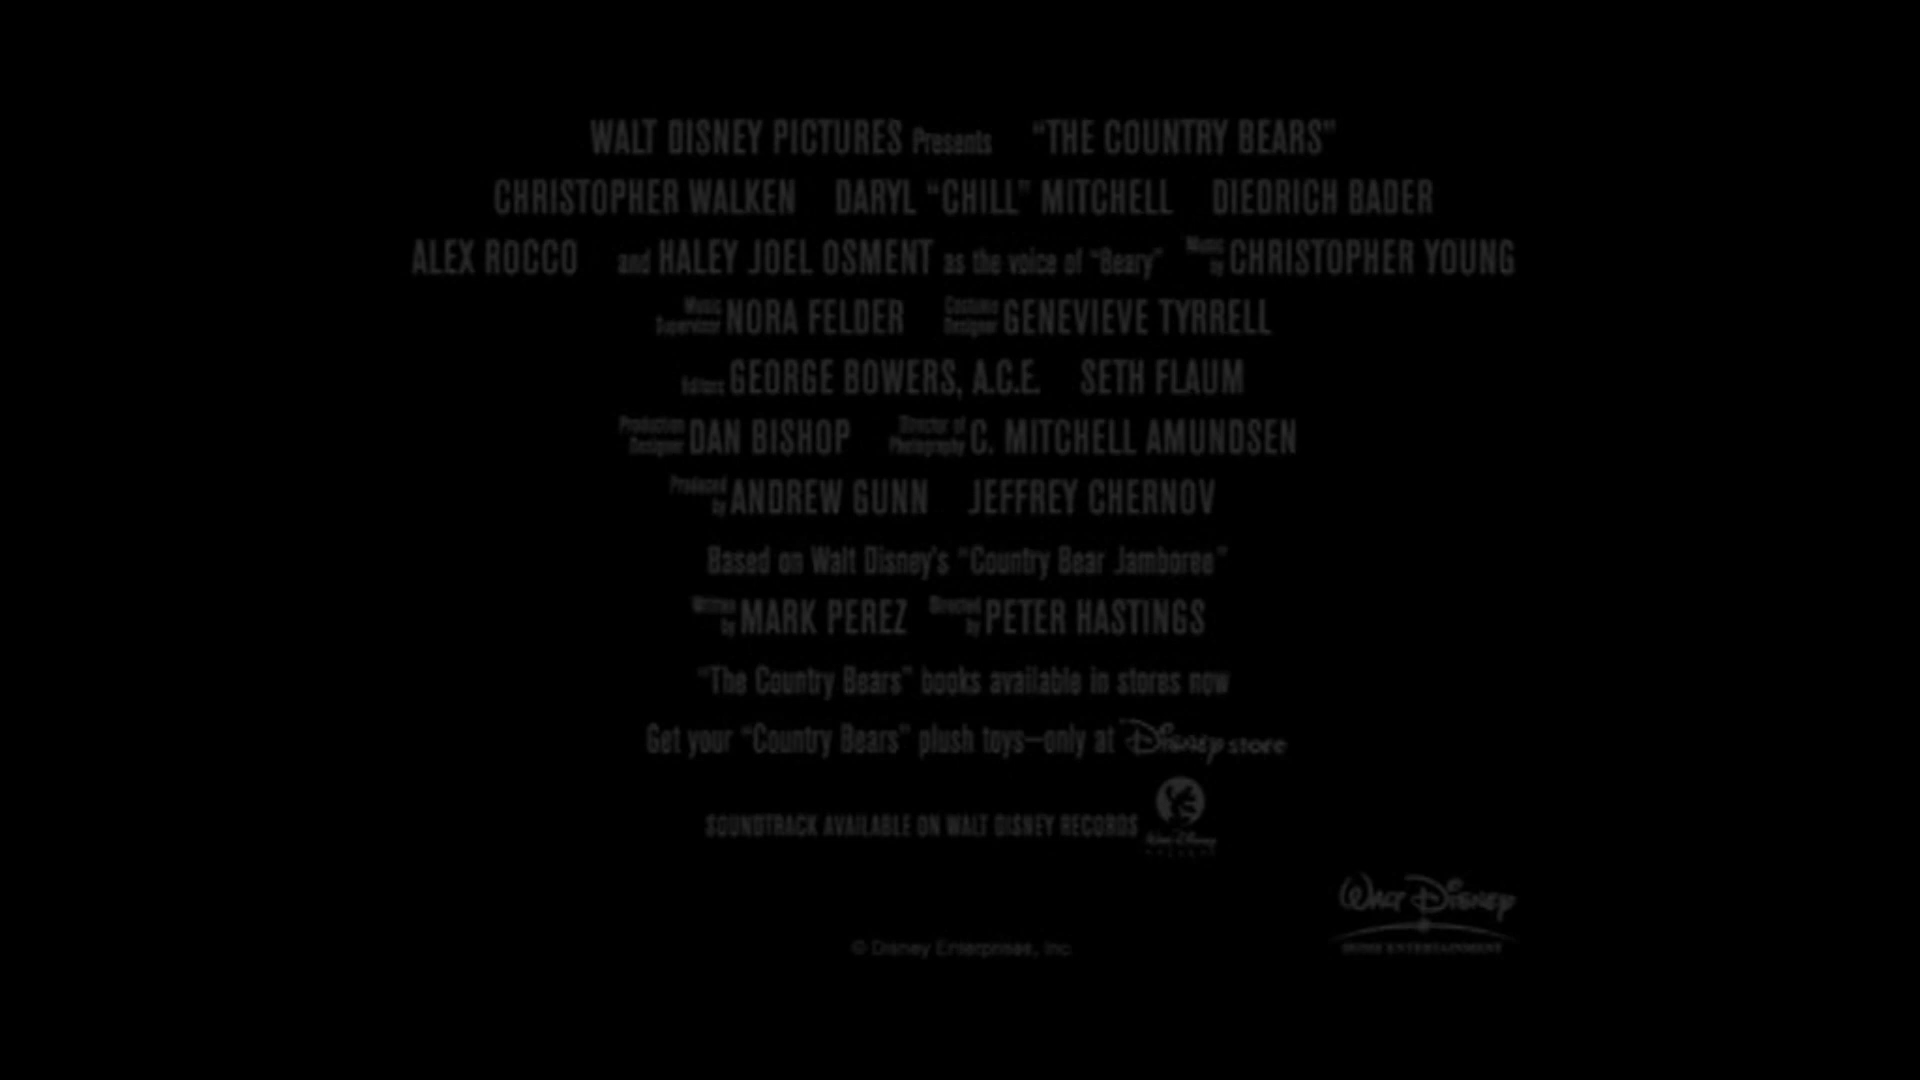 WALT DISNEY PICTURES Presents “THE COUNTRY BEARS”
CHRISTOPHER WALKEN DARYL “CHILL” MITCHELL DIEDRICH BADER
ALEX ROCCO and HALEY JOEL OSMENT as the voice of “Beary” Music by CHRISTOPHER YOUNG
Music Supervisor NORA FELDER Costume Designer GENEVIEVE TYRRELL
Editors GEORGE BOWERS, A.C.E. SETH FLAUM
Production Designer DAN BISHOP Director of Photography C. MITCHELL AMUNDSEN
Produced by ANDREW GUNN JEFFREY CHERNOV
Based on Walt Disney’s “Country Bear Jamboree”
Written by MARK PEREZ Directed by PETER HASTINGS
“The Country Bears” books available in stores now
Get your “Country Bears” plush toys—only at Disney store
SOUNDTRACK AVAILABLE ON WALT DISNEY RECORDS
Walt Disney
WALT DISNEY
HOME ENTERTAINMENT
© Disney Enterprises, Inc.